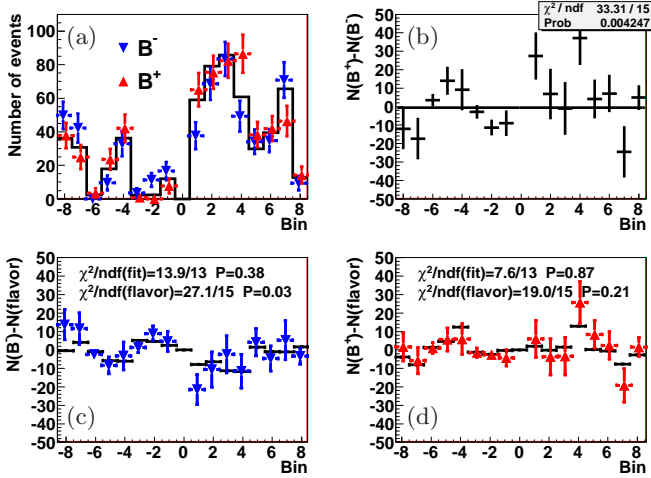 χ²/ndf 33.31 / 15
Prob 0.004247
Number of events
100
80
60
40
20
0
(a)
B⁻
B⁺
-8 -6 -4 -2 0 2 4 6 8
Bin
N(B⁺)-N(B⁻)
50
40
30
20
10
0
-10
-20
-30
-40
-50
(b)
-8 -6 -4 -2 0 2 4 6 8
Bin
N(B⁻)-N(flavor)
50
40
30
20
10
0
-10
-20
-30
-40
-50
χ²/ndf(fit)=13.9/13 P=0.38
χ²/ndf(flavor)=27.1/15 P=0.03
(c)
-8 -6 -4 -2 0 2 4 6 8
Bin
N(B⁺)-N(flavor)
50
40
30
20
10
0
-10
-20
-30
-40
-50
χ²/ndf(fit)=7.6/13 P=0.87
χ²/ndf(flavor)=19.0/15 P=0.21
(d)
-8 -6 -4 -2 0 2 4 6 8
Bin